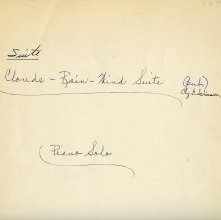 Suite
Clouds - Rain - Wind Suite
Piano Solo